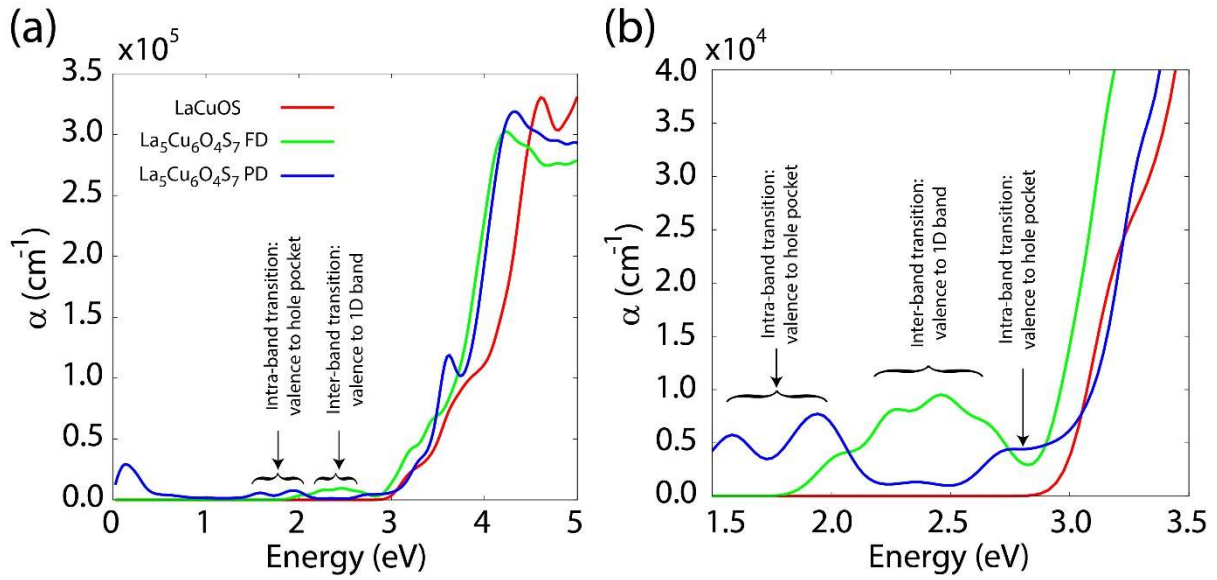 (a)
x10⁵
3.5
3.0
2.5
2.0
1.5
1.0
0.5
0.0
α (cm⁻¹)
LaCuOS
La₅Cu₆O₄S₇ FD
La₅Cu₆O₄S₇ PD
Intra-band transition:
valence to hole pocket
Inter-band transition:
valence to 1D band
0
1
2
3
4
5
Energy (eV)
(b)
x10⁴
4.0
3.5
3.0
2.5
2.0
1.5
1.0
0.5
0.0
α (cm⁻¹)
Intra-band transition:
valence to hole pocket
Inter-band transition:
valence to 1D band
Intra-band transition:
valence to hole pocket
1.5
2.0
2.5
3.0
3.5
Energy (eV)